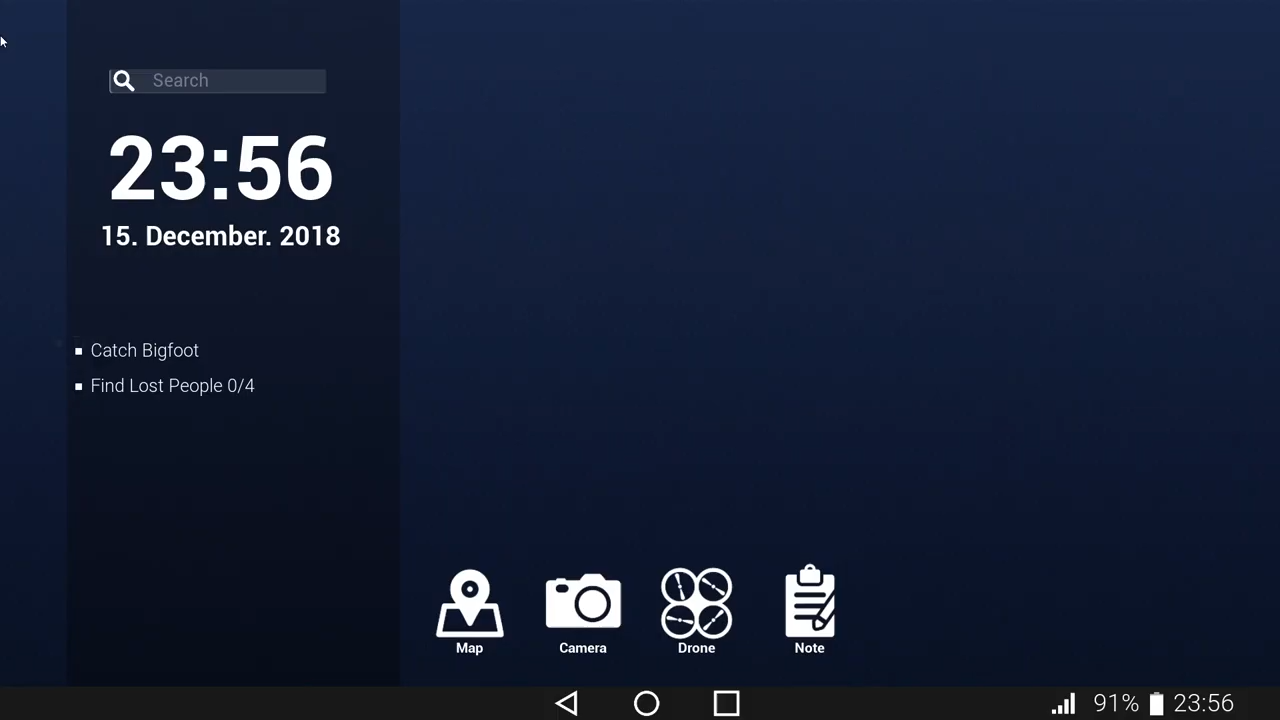 Search
23:56
15. December. 2018
Catch Bigfoot
Find Lost People 0/4
Map
Camera
Drone
Note
91%
23:56